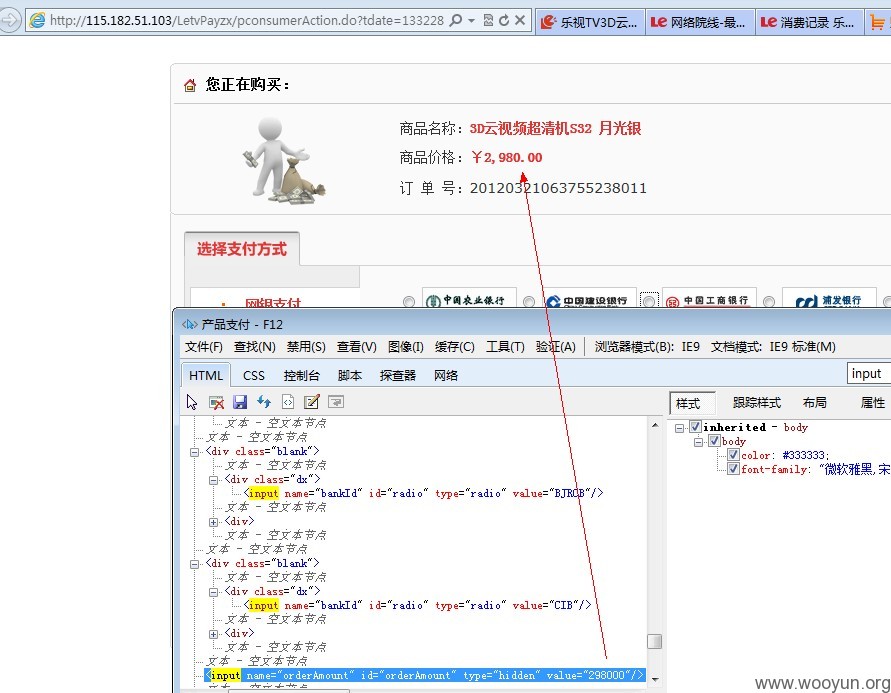 http://115.182.51.103/LetvPayzx/pconsumerAction.do?tdate=133228
乐视TV3D云...
网络院线-最...
消费记录 乐...
您正在购买：
商品名称： 3D云视频超清机S32 月光银
商品价格： ￥2,980.00
订 单 号： 20120321063755238011
选择支付方式
网银支付
中国农业银行
中国建设银行
中国工商银行
浦发银行
产品支付 - F12
文件(F) 查找(N) 禁用(S) 查看(V) 图像(I) 缓存(C) 工具(T) 验证(A) 浏览器模式(B): IE9 文档模式: IE9 标准(M)
HTML CSS 控制台 脚本 探查器 网络
input
样式 跟踪样式 布局 属性
文本 - 空文本节点
文本 - 空文本节点
<div class="blank">
文本 - 空文本节点
<div class="dx">
<input name="bankId" id="radio" type="radio" value="BJRCB"/>
文本 - 空文本节点
<div>
文本 - 空文本节点
文本 - 空文本节点
<div class="blank">
文本 - 空文本节点
<div class="dx">
<input name="bankId" id="radio" type="radio" value="CIB"/>
文本 - 空文本节点
<div>
文本 - 空文本节点
文本 - 空文本节点
<input name="orderAmount" id="orderAmount" type="hidden" value="298000"/>
inherited - body
body
color: #333333;
font-family: "微软雅黑,宋
www.wooyun.org